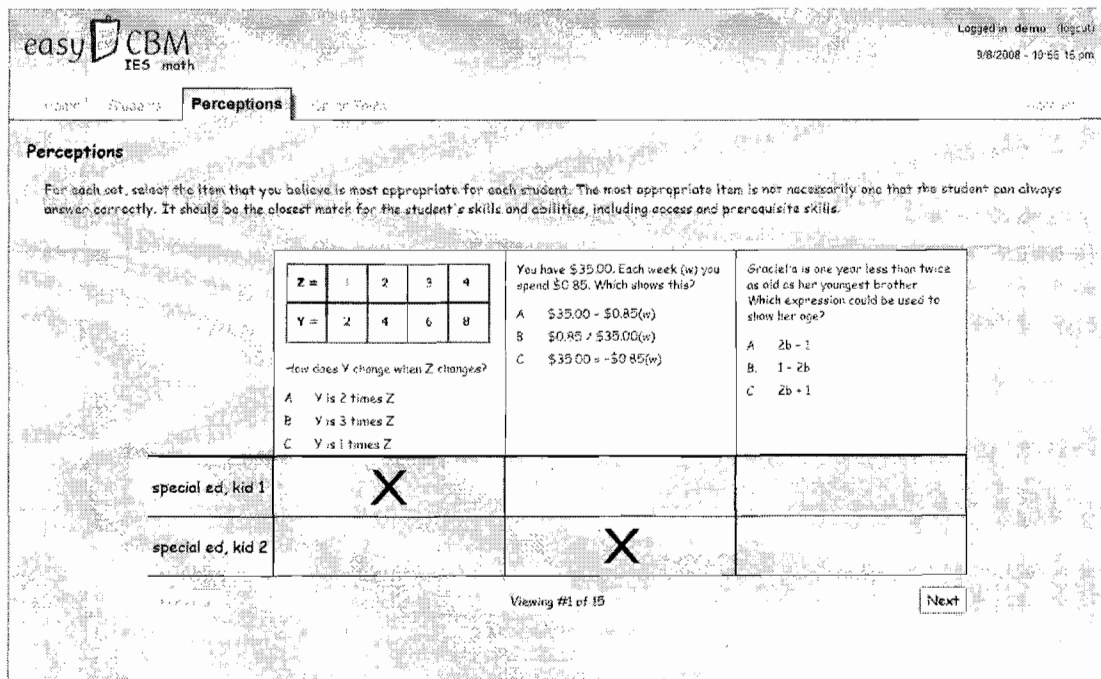 easy CBM
IES math
Logged in: demo (logout)
9/8/2008 -
Perceptions
Perceptions
For each set, select the item that you believe is most appropriate for each student. The most appropriate item is not necessarily one that the student can always
answer correctly. It should be the closest match for the student's skills and abilities, including access and prerequisite skills.
Z = 1 2 3 4
Y = 2 4 6 8
How does Y change when Z changes?
A Y is 2 times Z
B Y is 3 times Z
C Y is 1 times Z
You have $35.00. Each week (w) you
spend $0.85. Which shows this?
A $35.00 - $0.85(w)
B $0.85 / $35.00(w)
C $35.00 = -$0.85(w)
Graciela is one year less than twice
as old as her youngest brother
Which expression could be used to
show her age?
A 2b - 1
B. 1 - 2b
C 2b + 1
special ed, kid 1 X
special ed, kid 2 X
Viewing #1 of 15
Next